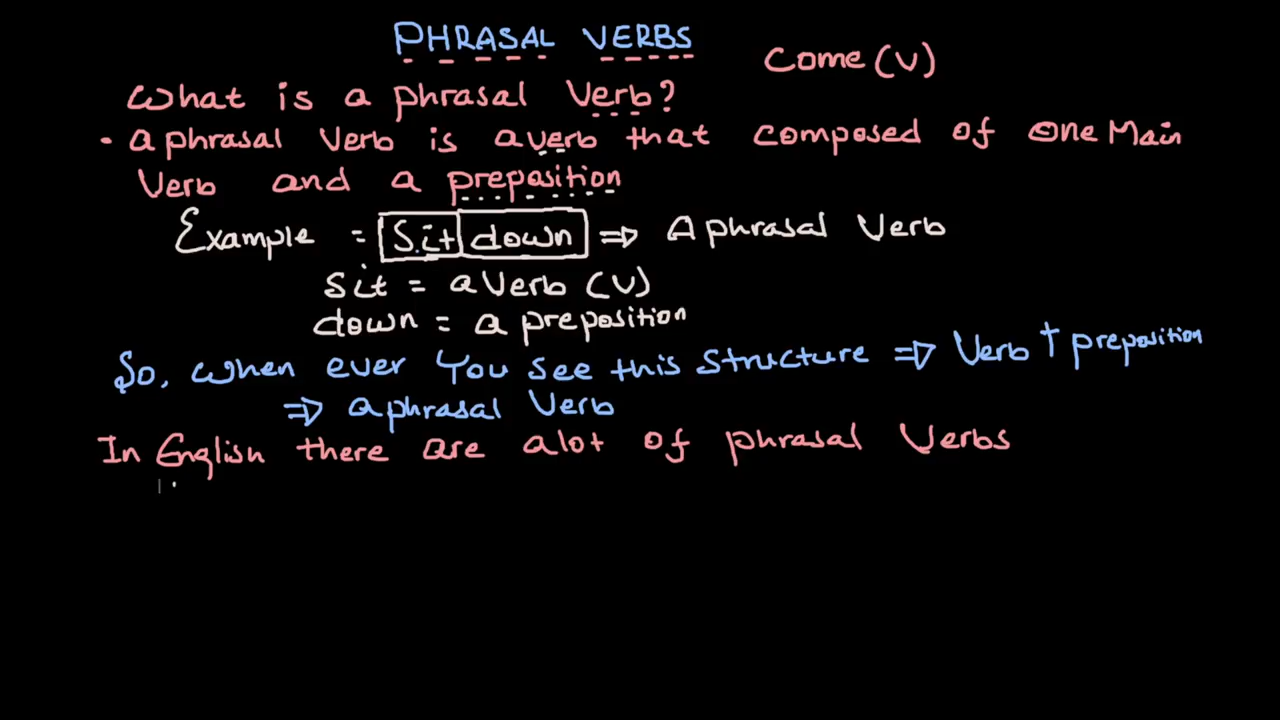 PHRASAL VERBS
Come (V)
What is a phrasal Verb?
• a phrasal Verb is a verb that composed of one Main
Verb and a preposition
Example = Sit down ⇒ A phrasal Verb
Sit = a Verb (V)
down = a preposition
So, when ever You see this structure ⇒ Verb + preposition
⇒ a phrasal Verb
In English there are alot of phrasal Verbs